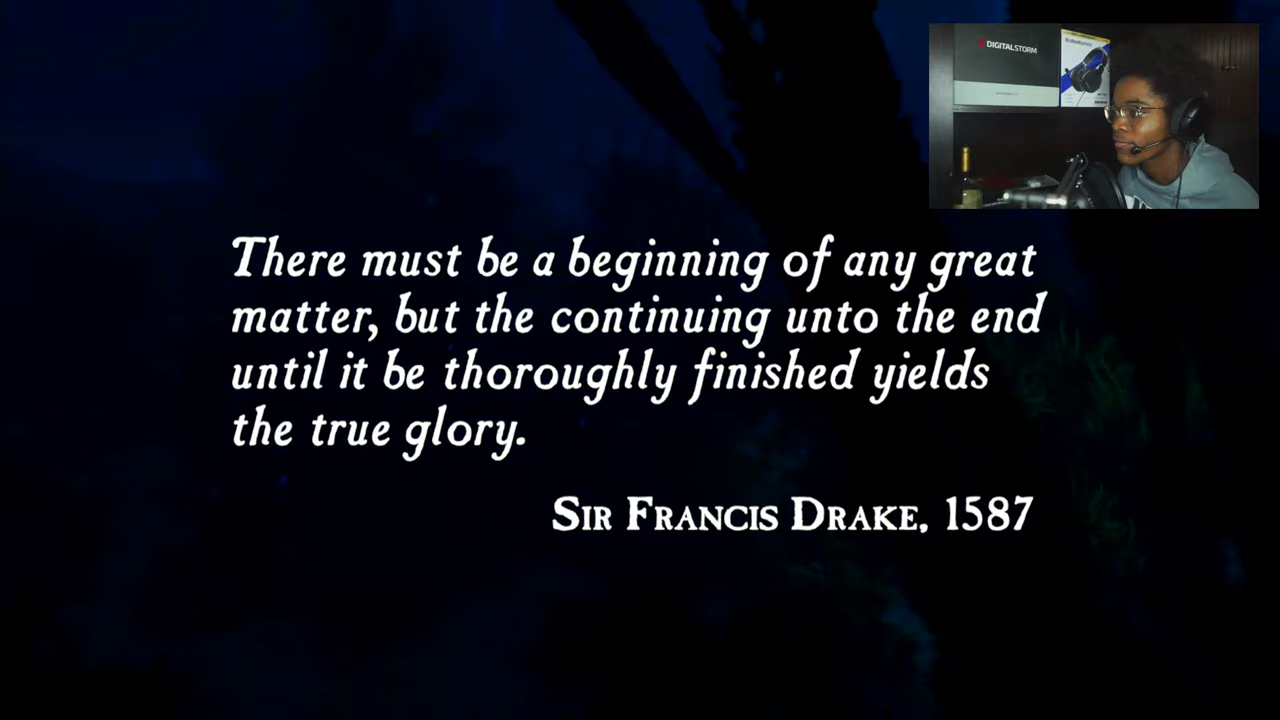 DIGITALSTORM
There must be a beginning of any great
matter, but the continuing unto the end
until it be thoroughly finished yields
the true glory.
SIR FRANCIS DRAKE, 1587